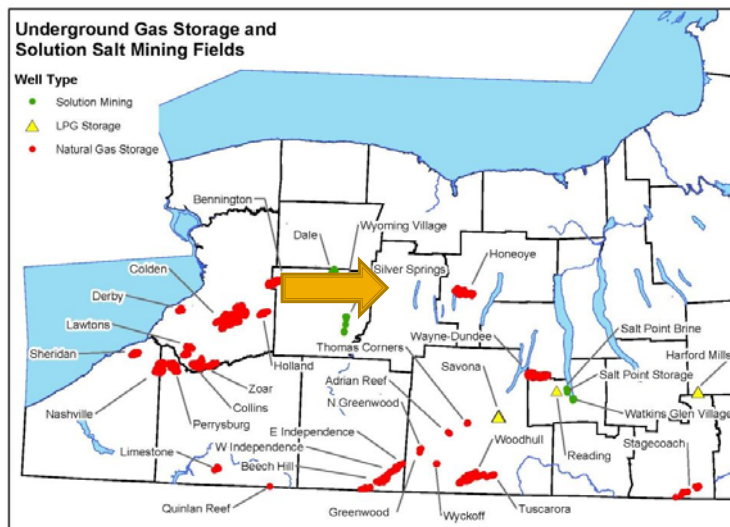 Underground Gas Storage and
Solution Salt Mining Fields
Well Type
Solution Mining
LPG Storage
Natural Gas Storage
Bennington
Dale
Wyoming Village
Colden
Silver Springs
Honeoye
Derby
Lawtons
Sheridan
Thomas Corners
Wayne-Dundee
Salt Point Brine
Harford Mills
Holland
Adrian Reef
Savona
Salt Point Storage
Zoar
N Greenwood
Collins
Watkins Glen Village
Nashville
Perrysburg
E Independence
Woodhull
Reading
Stagecoach
Limestone
W Independence
Beech Hill
Quinlan Reef
Greenwood
Wyckoff
Tuscarora